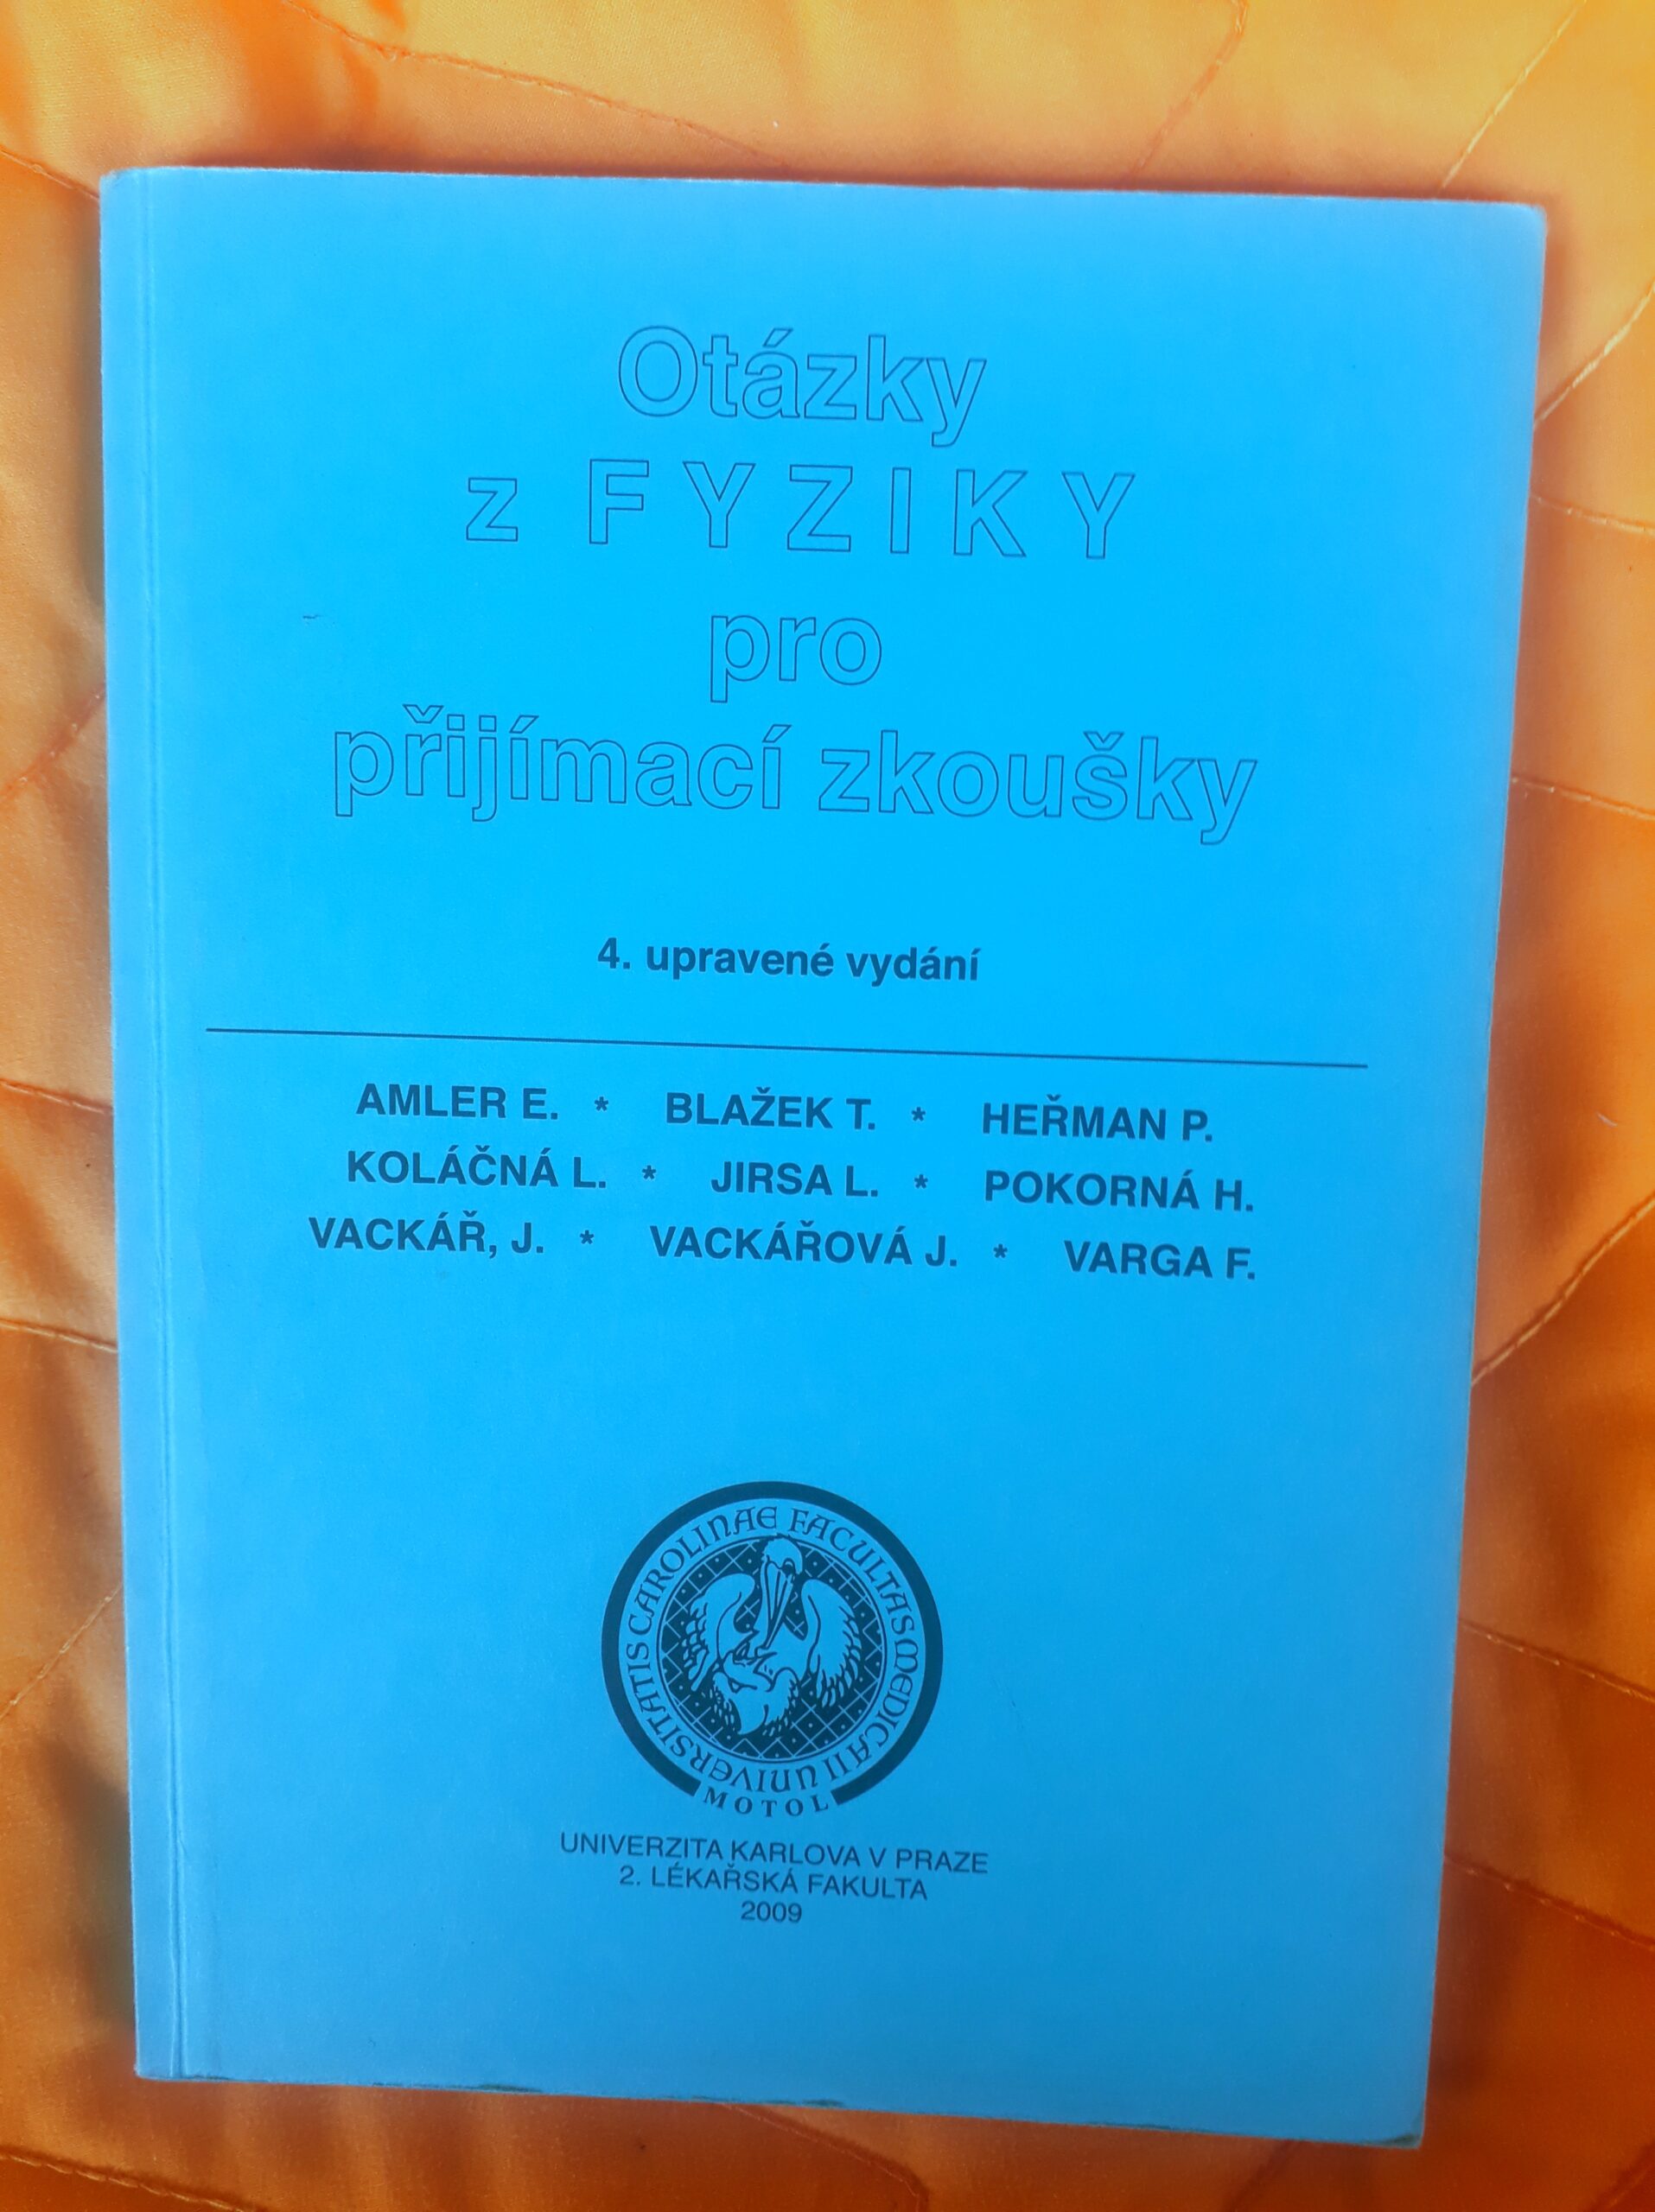 Otázky
z FYZIKY
pro
přijímací zkoušky
4. upravené vydání
AMLER E. * BLAŽEK T. * HEŘMAN P.
KOLÁČNÁ L. * JIRSA L. * POKORNÁ H.
VACKÁŘ, J. * VACKÁŘOVÁ J. * VARGA F.
UNIVERSITATIS CAROLINAE FACULTAS MEDICA II
MOTOL
UNIVERZITA KARLOVA V PRAZE
2. LÉKAŘSKÁ FAKULTA
2009